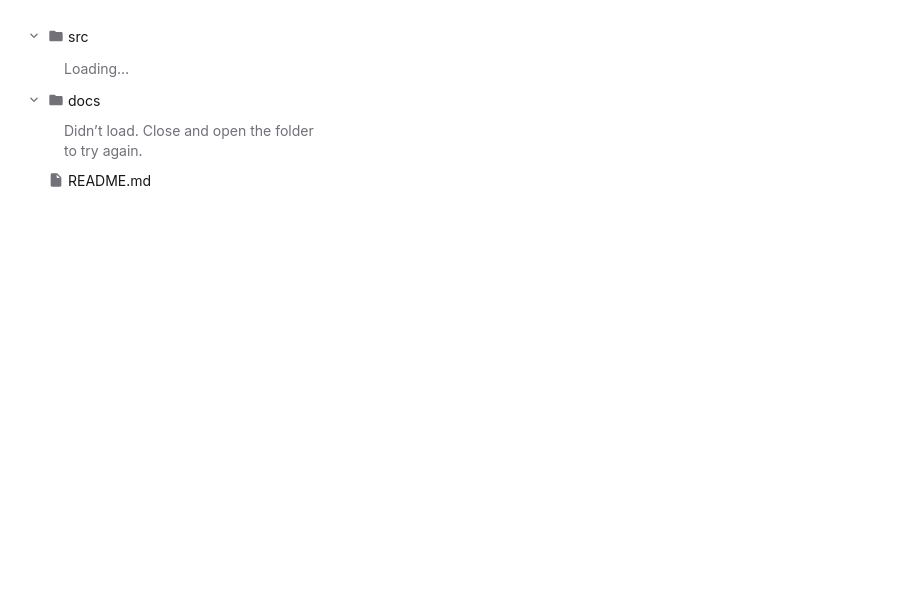 src
Loading…
docs
Didn’t load. Close and open the folder
to try again.
README.md